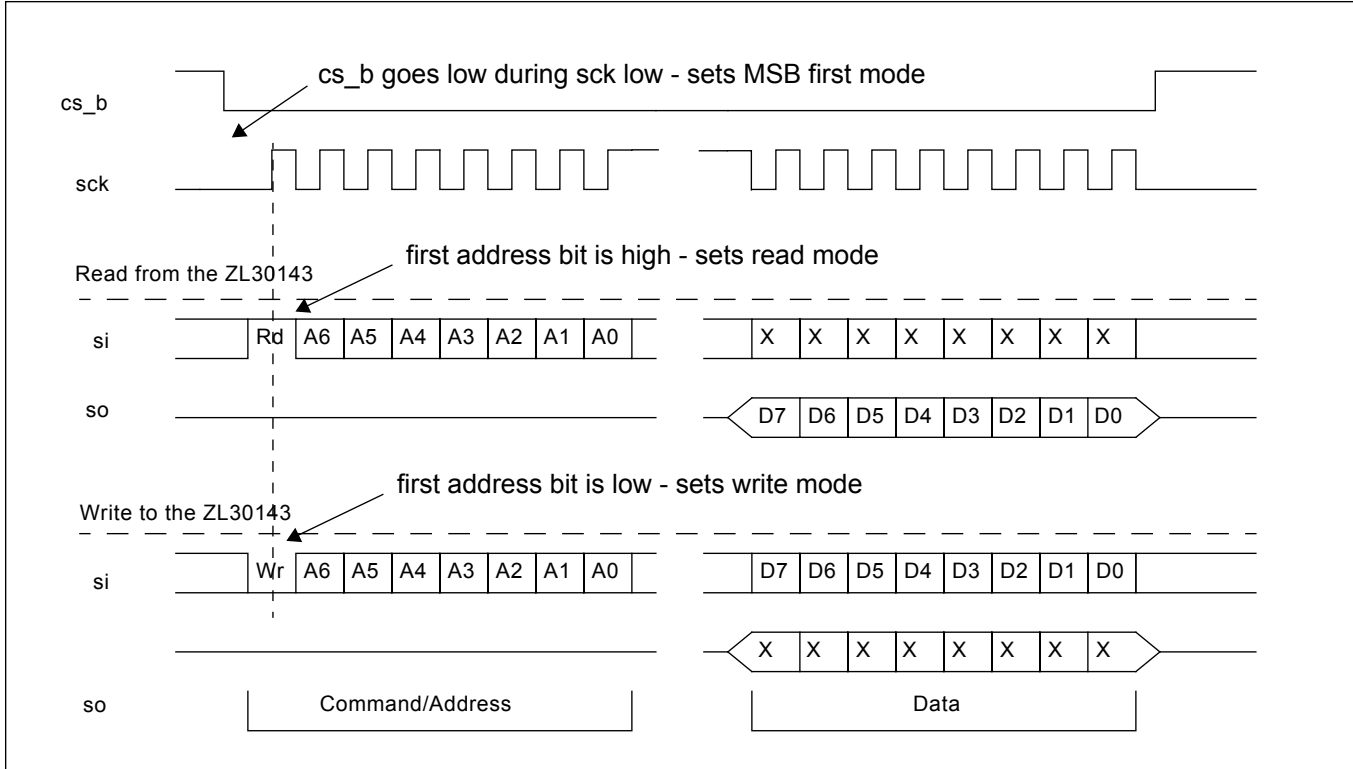 cs_b goes low during sck low - sets MSB first mode
cs_b
sck
first address bit is high - sets read mode
Read from the ZL30143
si Rd A6 A5 A4 A3 A2 A1 A0 X X X X X X X X
so D7 D6 D5 D4 D3 D2 D1 D0
first address bit is low - sets write mode
Write to the ZL30143
si Wr A6 A5 A4 A3 A2 A1 A0 D7 D6 D5 D4 D3 D2 D1 D0
X X X X X X X X
so Command/Address Data